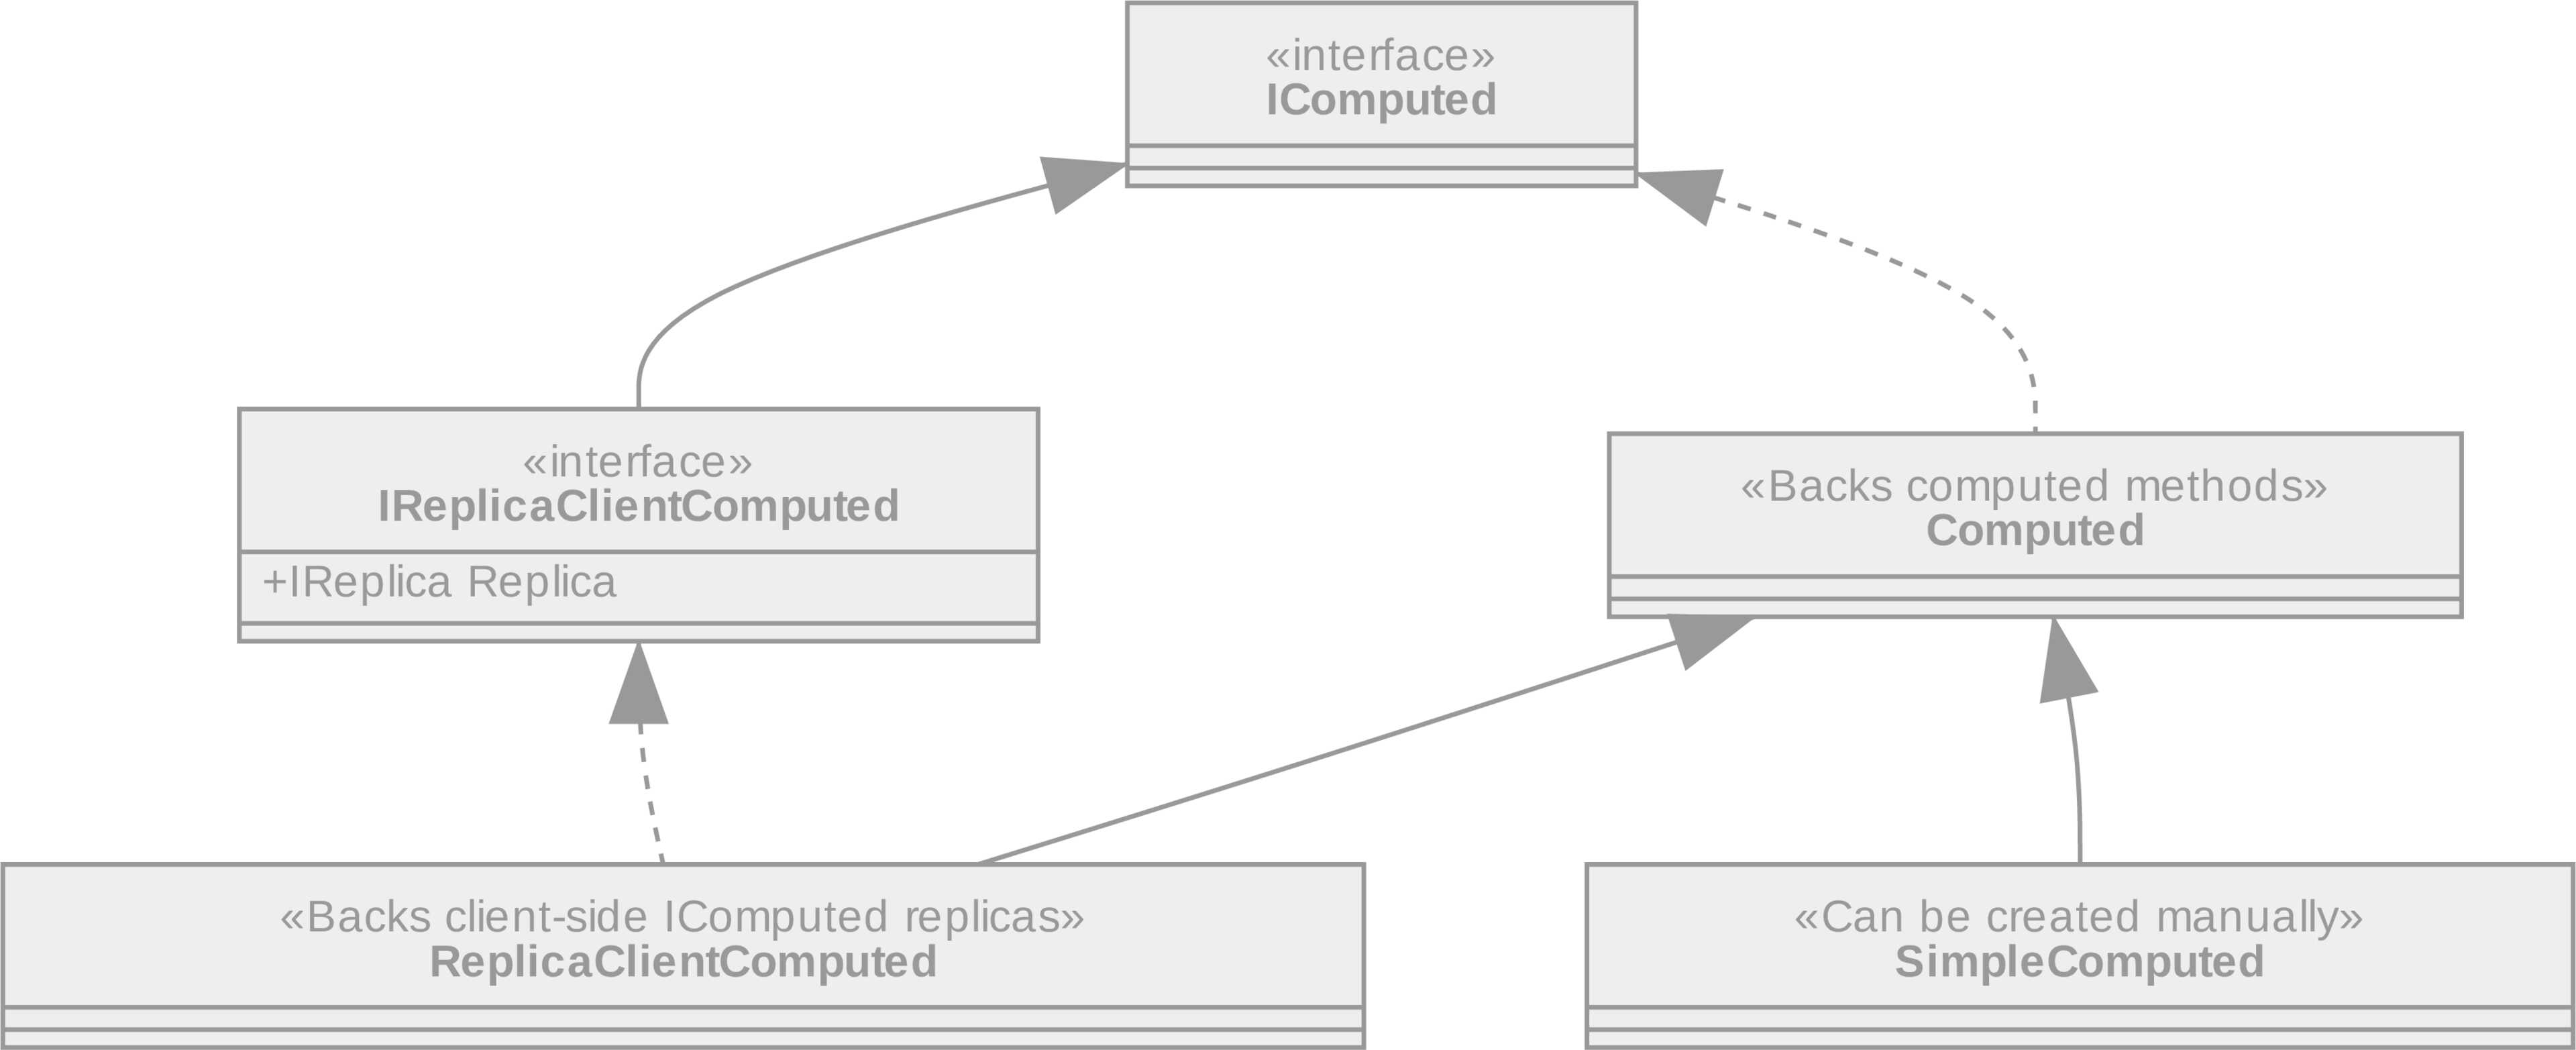 «interface»
IComputed
«interface»
IReplicaClientComputed
+IReplica Replica
«Backs computed methods»
Computed
«Backs client-side IComputed replicas»
ReplicaClientComputed
«Can be created manually»
SimpleComputed